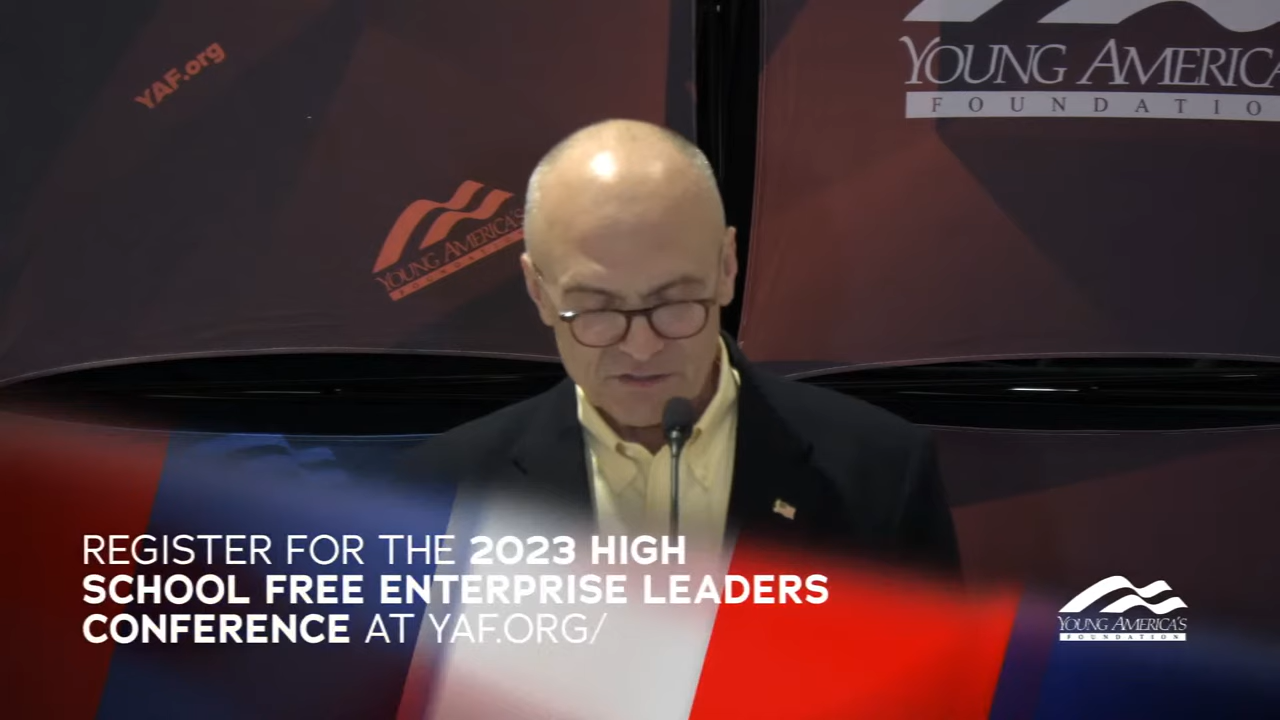 YAF.org
YOUNG AMERICA
FOUNDATIO
YOUNG AMERICA'S
FOUNDATION
REGISTER FOR THE 2023 HIGH
SCHOOL FREE ENTERPRISE LEADERS
CONFERENCE AT YAF.ORG/
YOUNG AMERICA'S
FOUNDATION